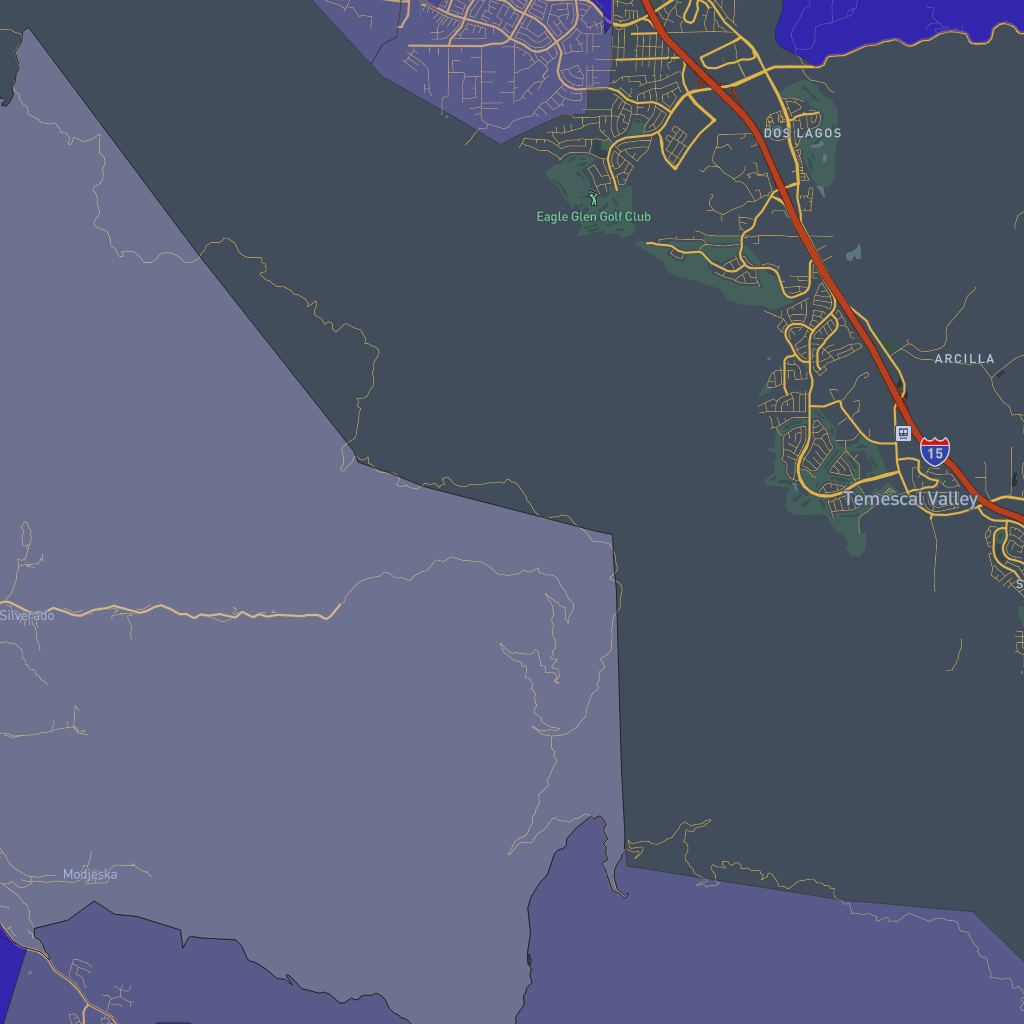 DOS LAGOS
Eagle Glen Golf Club
ARCILLA
15
Temescal Valley
S
Silverado
Modjeska